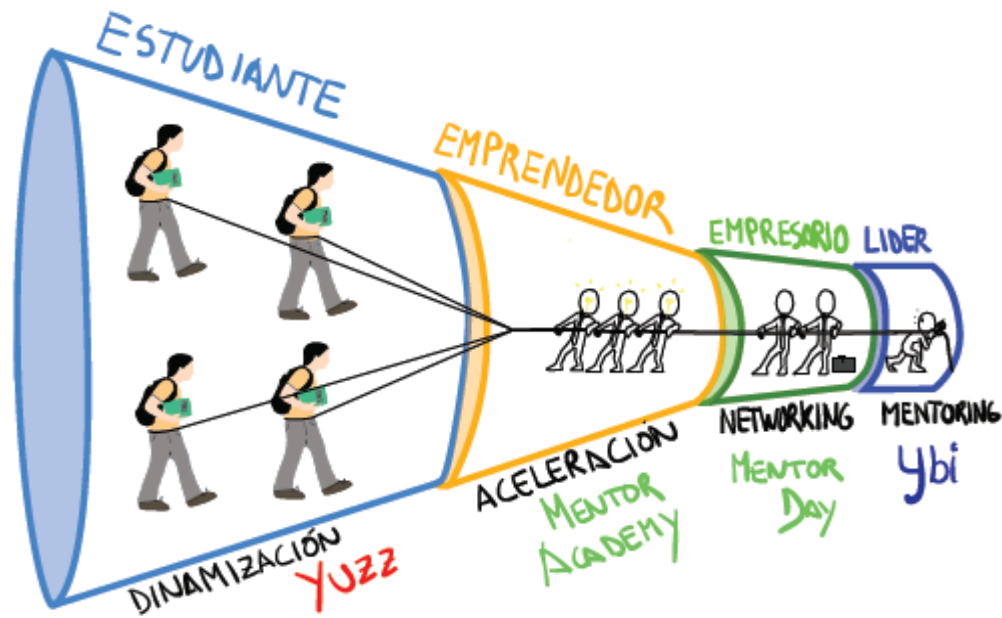 ESTUDIANTE
EMPRENDEDOR
EMPRESARIO
LIDER
DINAMIZACIÓN
YUZZ
ACELERACIÓN
MENTOR
ACADEMY
NETWORKING
MENTOR
DAY
MENTORING
Ybi